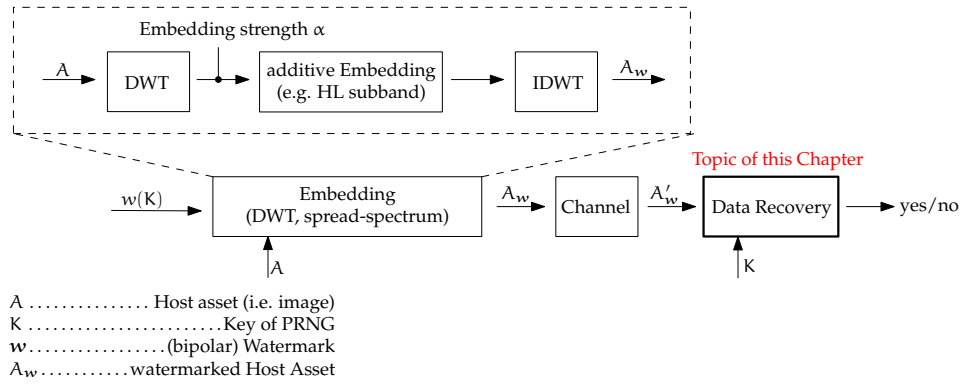 Embedding strength α
A
DWT
additive Embedding
(e.g. HL subband)
IDWT
A_w
Topic of this Chapter
w(K)
Embedding
(DWT, spread-spectrum)
A_w
Channel
A'_w
Data Recovery
yes/no
A
K
A ............... Host asset (i.e. image)
K ........................ Key of PRNG
w ................. (bipolar) Watermark
A_w ........... watermarked Host Asset